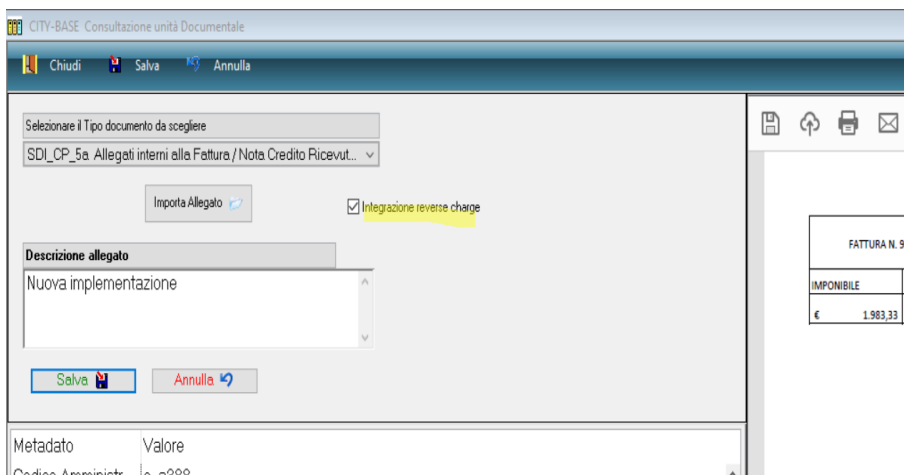 CITY-BASE Consultazione unità Documentale
Chiudi Salva Annulla
Selezionare il Tipo documento da scegliere
SDI_CP_5a Allegati interni alla Fattura / Nota Credito Ricevut...
Importa Allegato
Integrazione reverse charge
Descrizione allegato
Nuova implementazione
Salva Annulla
FATTURA N. 9
IMPONIBILE
€ 1.983,33
Metadato Valore
Codice Amministr